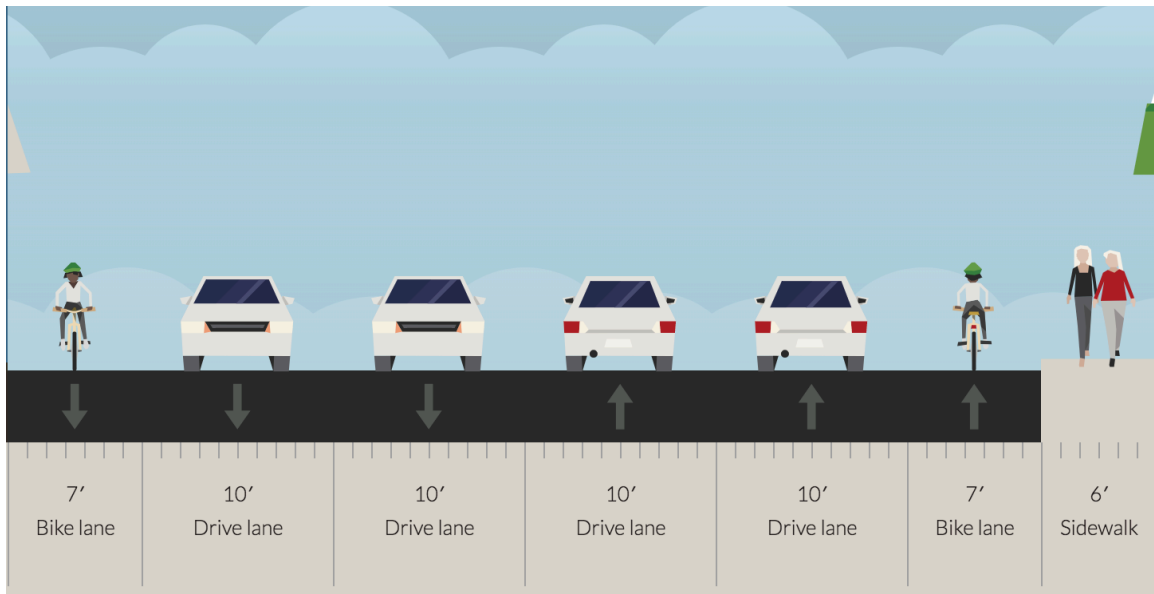 7′
Bike lane
10′
Drive lane
10′
Drive lane
10′
Drive lane
10′
Drive lane
7′
Bike lane
6′
Sidewalk